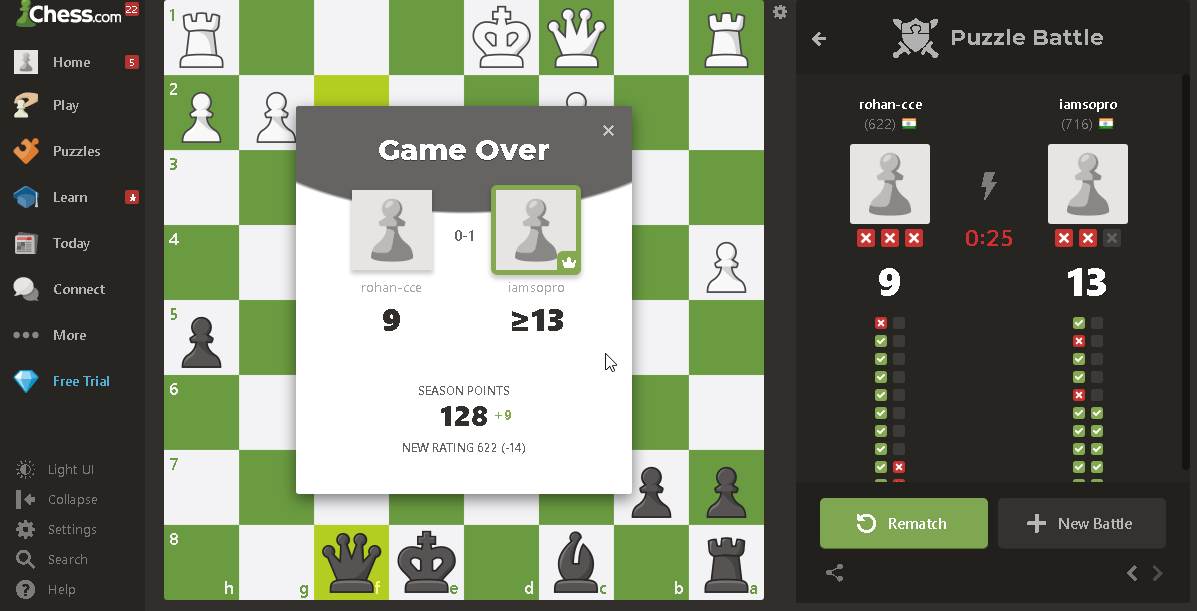 Chess.com 22
Home 5
Play
Puzzles
Learn
Today
Connect
More
Free Trial
Light UI
Collapse
Settings
Search
Help
1
2
3
4
5
6
7
8
h g f e d c b a
Game Over
0-1
rohan-cce iamsopro
9 ≥13
SEASON POINTS
128 +9
NEW RATING 622 (-14)
Puzzle Battle
rohan-cce iamsopro
(622) (716)
0:25
9 13
Rematch New Battle